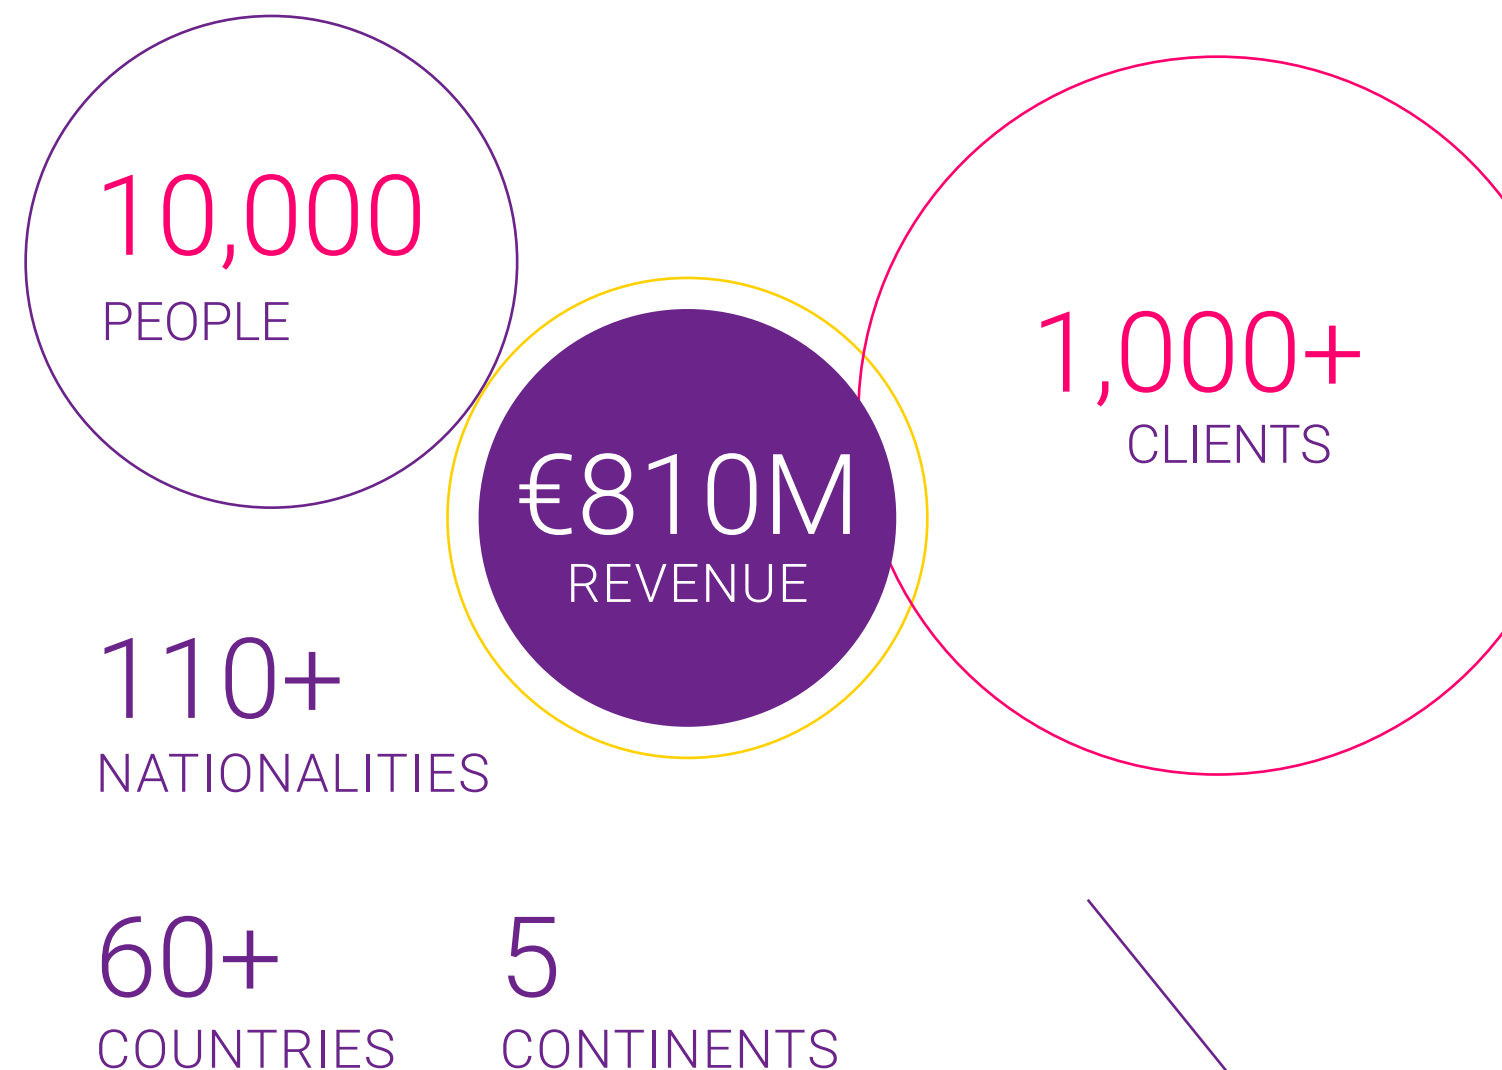 10,000
PEOPLE
1,000+
CLIENTS
€810M
REVENUE
110+
NATIONALITIES
60+
COUNTRIES
5
CONTINENTS